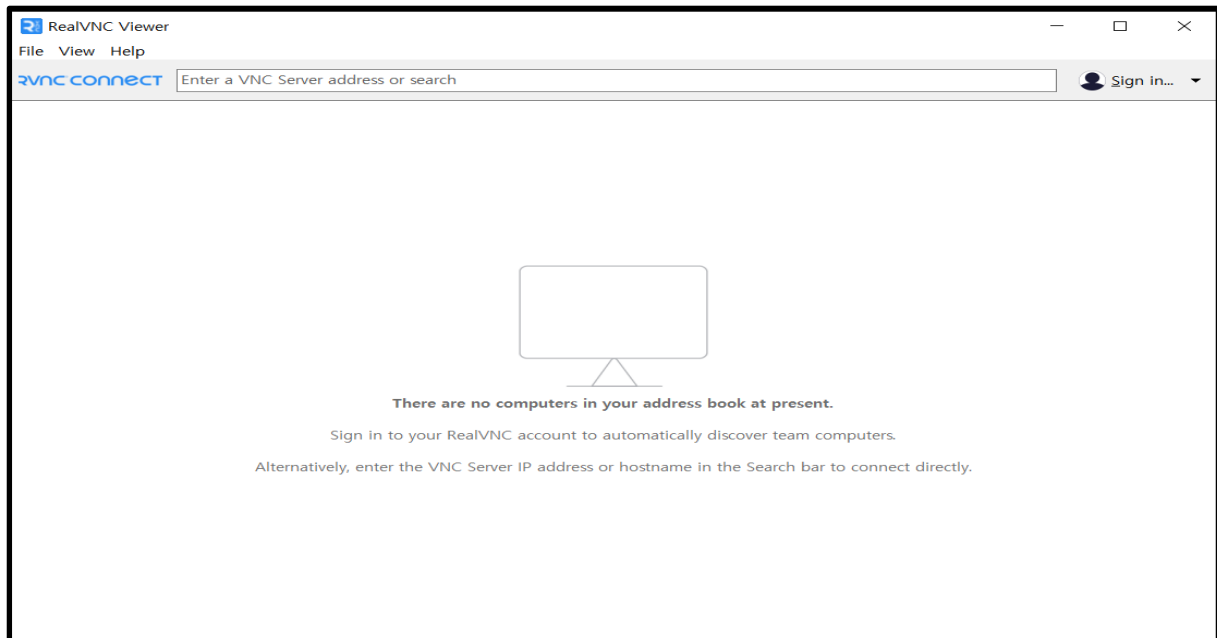 RealVNC Viewer
File View Help
RVNC CONNECT Enter a VNC Server address or search Sign in...
There are no computers in your address book at present.
Sign in to your RealVNC account to automatically discover team computers.
Alternatively, enter the VNC Server IP address or hostname in the Search bar to connect directly.